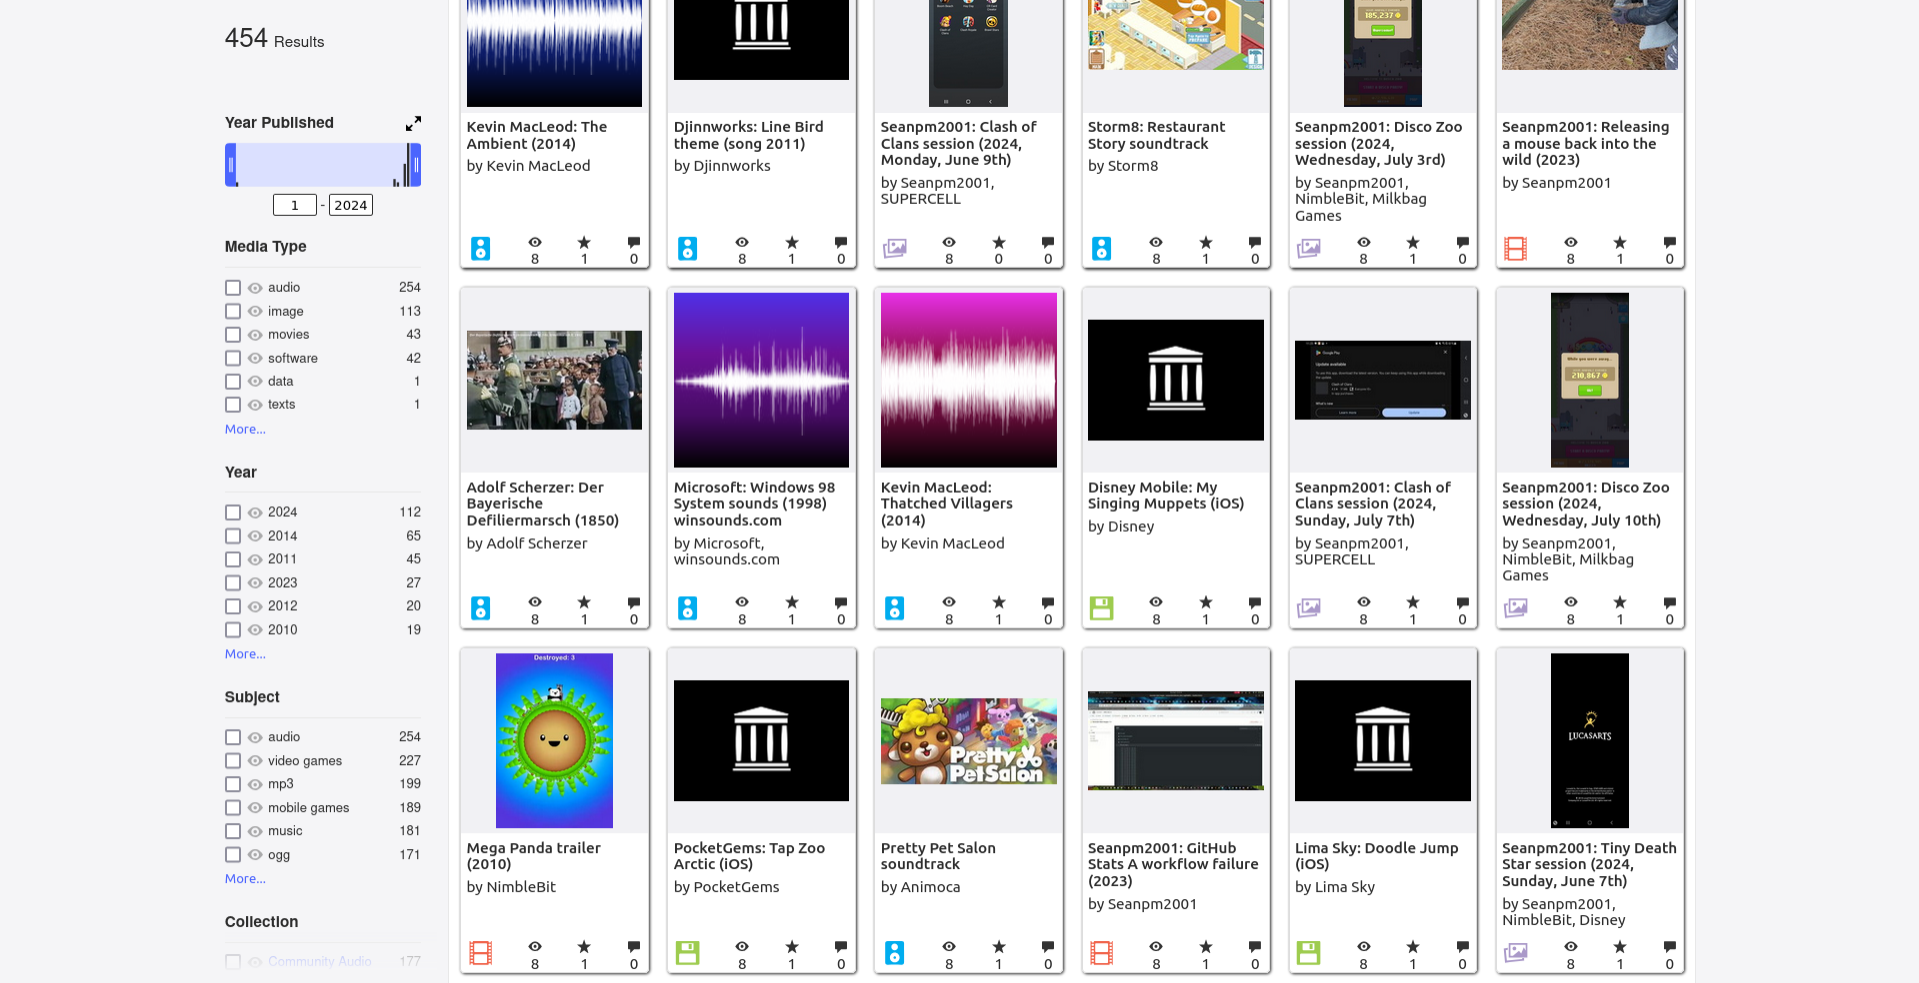 454 Results
Year Published
1 - 2024
Media Type
audio 254
image 113
movies 43
software 42
data 1
texts 1
More...
Year
2024 112
2014 65
2011 45
2023 27
2012 20
2010 19
More...
Subject
audio 254
video games 227
mp3 199
mobile games 189
music 181
ogg 171
More...
Collection
Community Audio 177
Kevin MacLeod: The
Ambient (2014)
by Kevin MacLeod
8 1 0
Djinnworks: Line Bird
theme (song 2011)
by Djinnworks
8 1 0
Seanpm2001: Clash of
Clans session (2024,
Monday, June 9th)
by Seanpm2001,
SUPERCELL
8 0 0
Storm8: Restaurant
Story soundtrack
by Storm8
8 1 0
185,237
Seanpm2001: Disco Zoo
session (2024,
Wednesday, July 3rd)
by Seanpm2001,
NimbleBit, Milkbag
Games
8 1 0
Seanpm2001: Releasing
a mouse back into the
wild (2023)
by Seanpm2001
8 1 0
Adolf Scherzer: Der
Bayerische
Defiliermarsch (1850)
by Adolf Scherzer
8 1 0
Microsoft: Windows 98
System sounds (1998)
winsounds.com
by Microsoft,
winsounds.com
8 1 0
Kevin MacLeod:
Thatched Villagers
(2014)
by Kevin MacLeod
8 1 0
Disney Mobile: My
Singing Muppets (iOS)
by Disney
8 1 0
Google Play
Update available
Seanpm2001: Clash of
Clans session (2024,
Sunday, July 7th)
by Seanpm2001,
SUPERCELL
8 1 0
While you were away...
210,867
Seanpm2001: Disco Zoo
session (2024,
Wednesday, July 10th)
by Seanpm2001,
NimbleBit, Milkbag
Games
8 1 0
Destroyed: 3
Mega Panda trailer
(2010)
by NimbleBit
8 1 0
PocketGems: Tap Zoo
Arctic (iOS)
by PocketGems
8 1 0
Pretty
Pet Salon
Pretty Pet Salon
soundtrack
by Animoca
8 1 0
Seanpm2001: GitHub
Stats A workflow failure
(2023)
by Seanpm2001
8 1 0
Lima Sky: Doodle Jump
(iOS)
by Lima Sky
8 1 0
LUCASARTS
Seanpm2001: Tiny Death
Star session (2024,
Sunday, June 7th)
by Seanpm2001,
NimbleBit, Disney
8 1 0